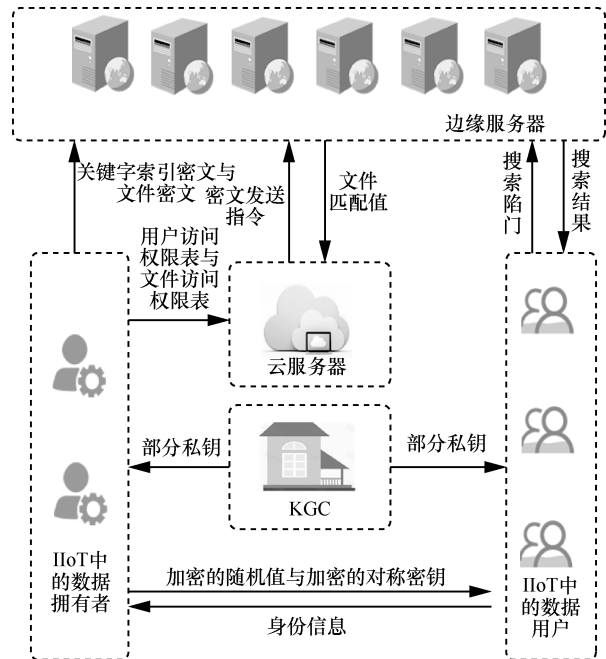 边缘服务器
关键字索引密文与
文件密文
密文发送
指令
文件
匹配值
搜索
陷门
搜索
结果
用户访问
权限表与
文件访问
权限表
云服务器
部分私钥
部分私钥
KGC
IIoT中
的数据
拥有者
加密的随机值与加密的对称密钥
身份信息
IIoT中
的数据
用户